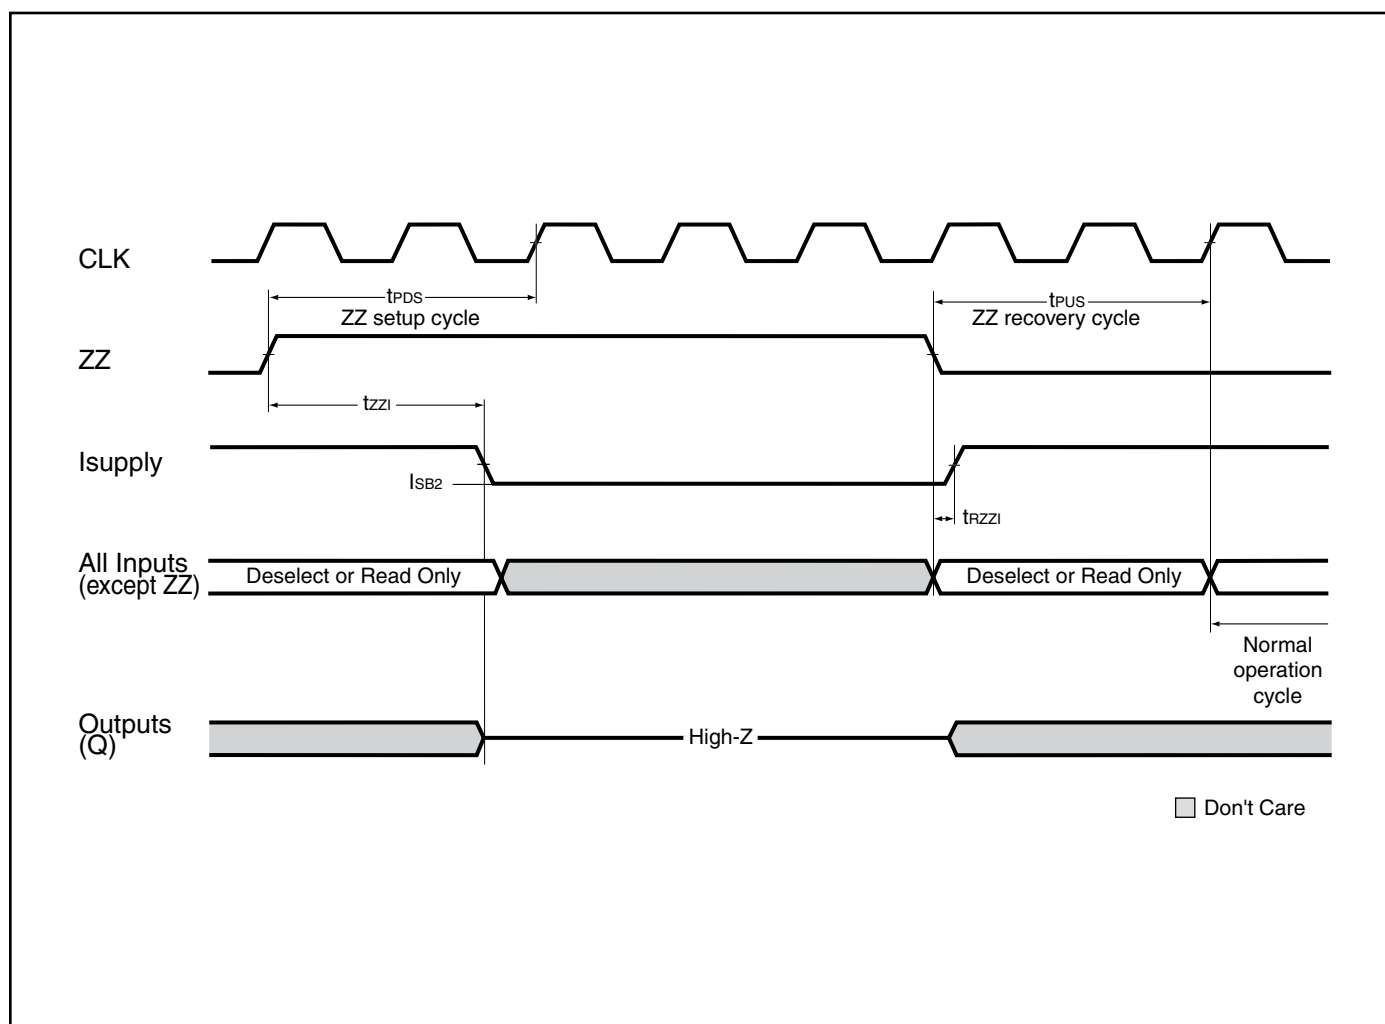 CLK
tPDS
ZZ setup cycle
tPUS
ZZ recovery cycle
ZZ
tZZI
Isupply
ISB2
tRZZI
All Inputs
(except ZZ)
Deselect or Read Only
Deselect or Read Only
Normal
operation
cycle
Outputs
(Q)
High-Z
Don't Care